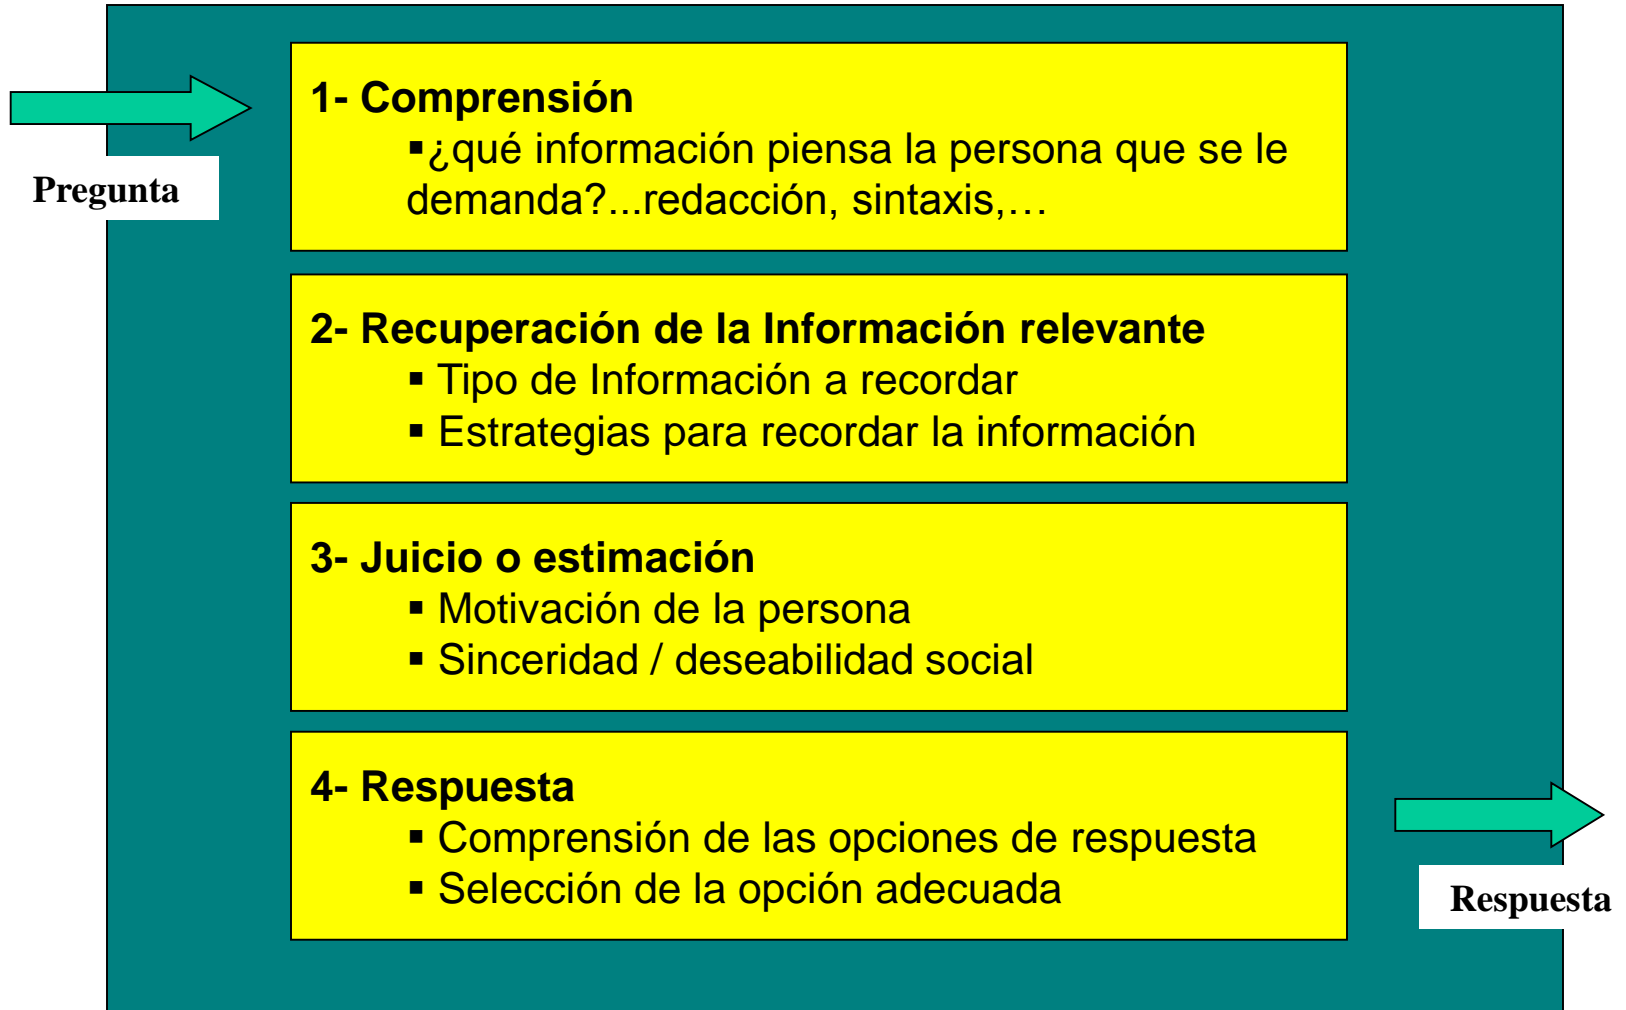 Pregunta
1- Comprensión
▪¿qué información piensa la persona que se le
demanda?...redacción, sintaxis,…
2- Recuperación de la Información relevante
▪ Tipo de Información a recordar
▪ Estrategias para recordar la información
3- Juicio o estimación
▪ Motivación de la persona
▪ Sinceridad / deseabilidad social
4- Respuesta
▪ Comprensión de las opciones de respuesta
▪ Selección de la opción adecuada
Respuesta